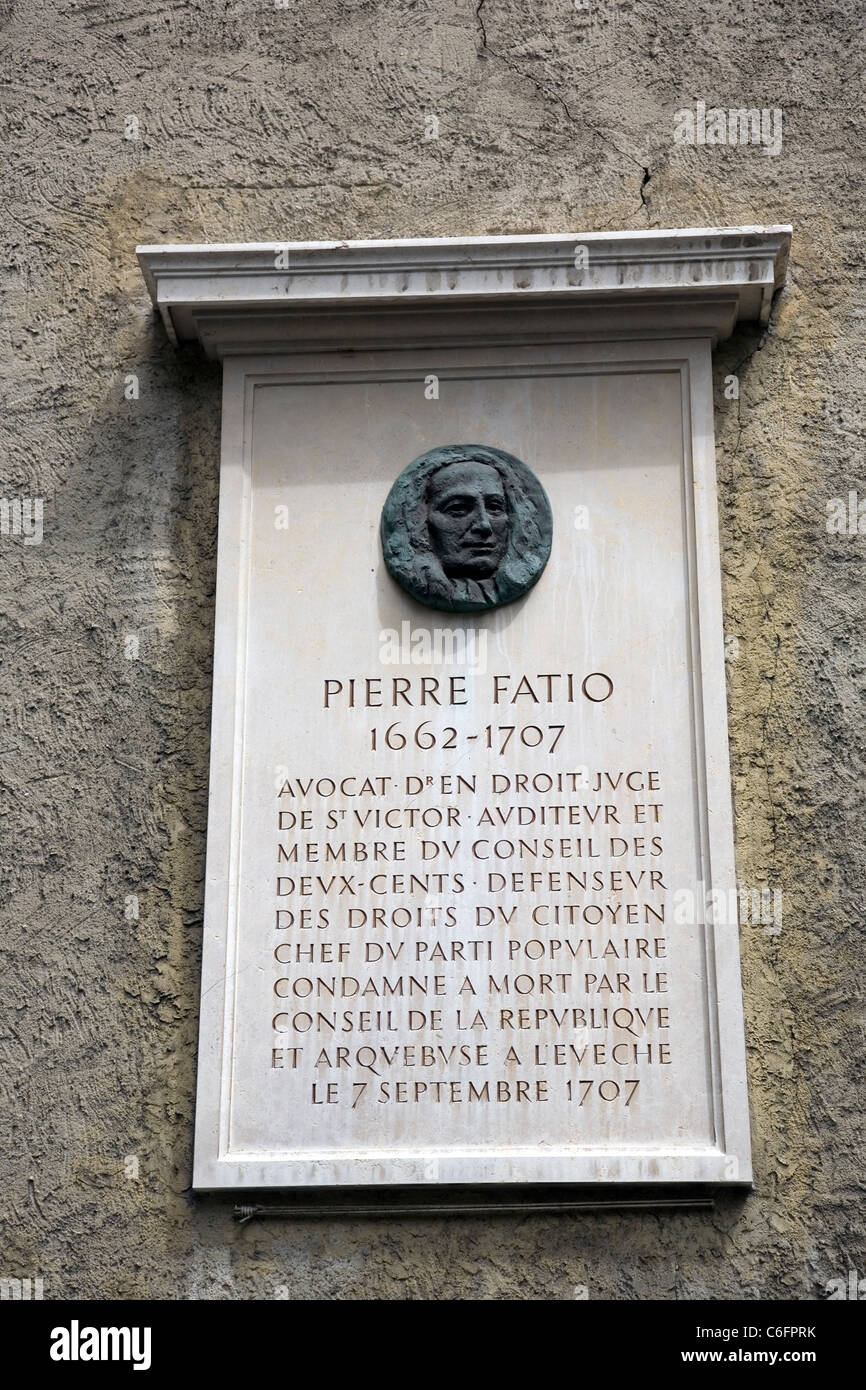 PIERRE FATIO
1662-1707
AVOCAT · Dr EN DROIT · JVGE
DE St VICTOR · AVDITEVR ET
MEMBRE DV CONSEIL DES
DEVX-CENTS · DEFENSEVR
DES DROITS DV CITOYEN
CHEF DV PARTI POPVLAIRE
CONDAMNE A MORT PAR LE
CONSEIL DE LA REPVBLIQVE
ET ARQVEBVSE A L'EVECHE
LE 7 SEPTEMBRE 1707
alamy
Image ID: C6FPRK
www.alamy.com